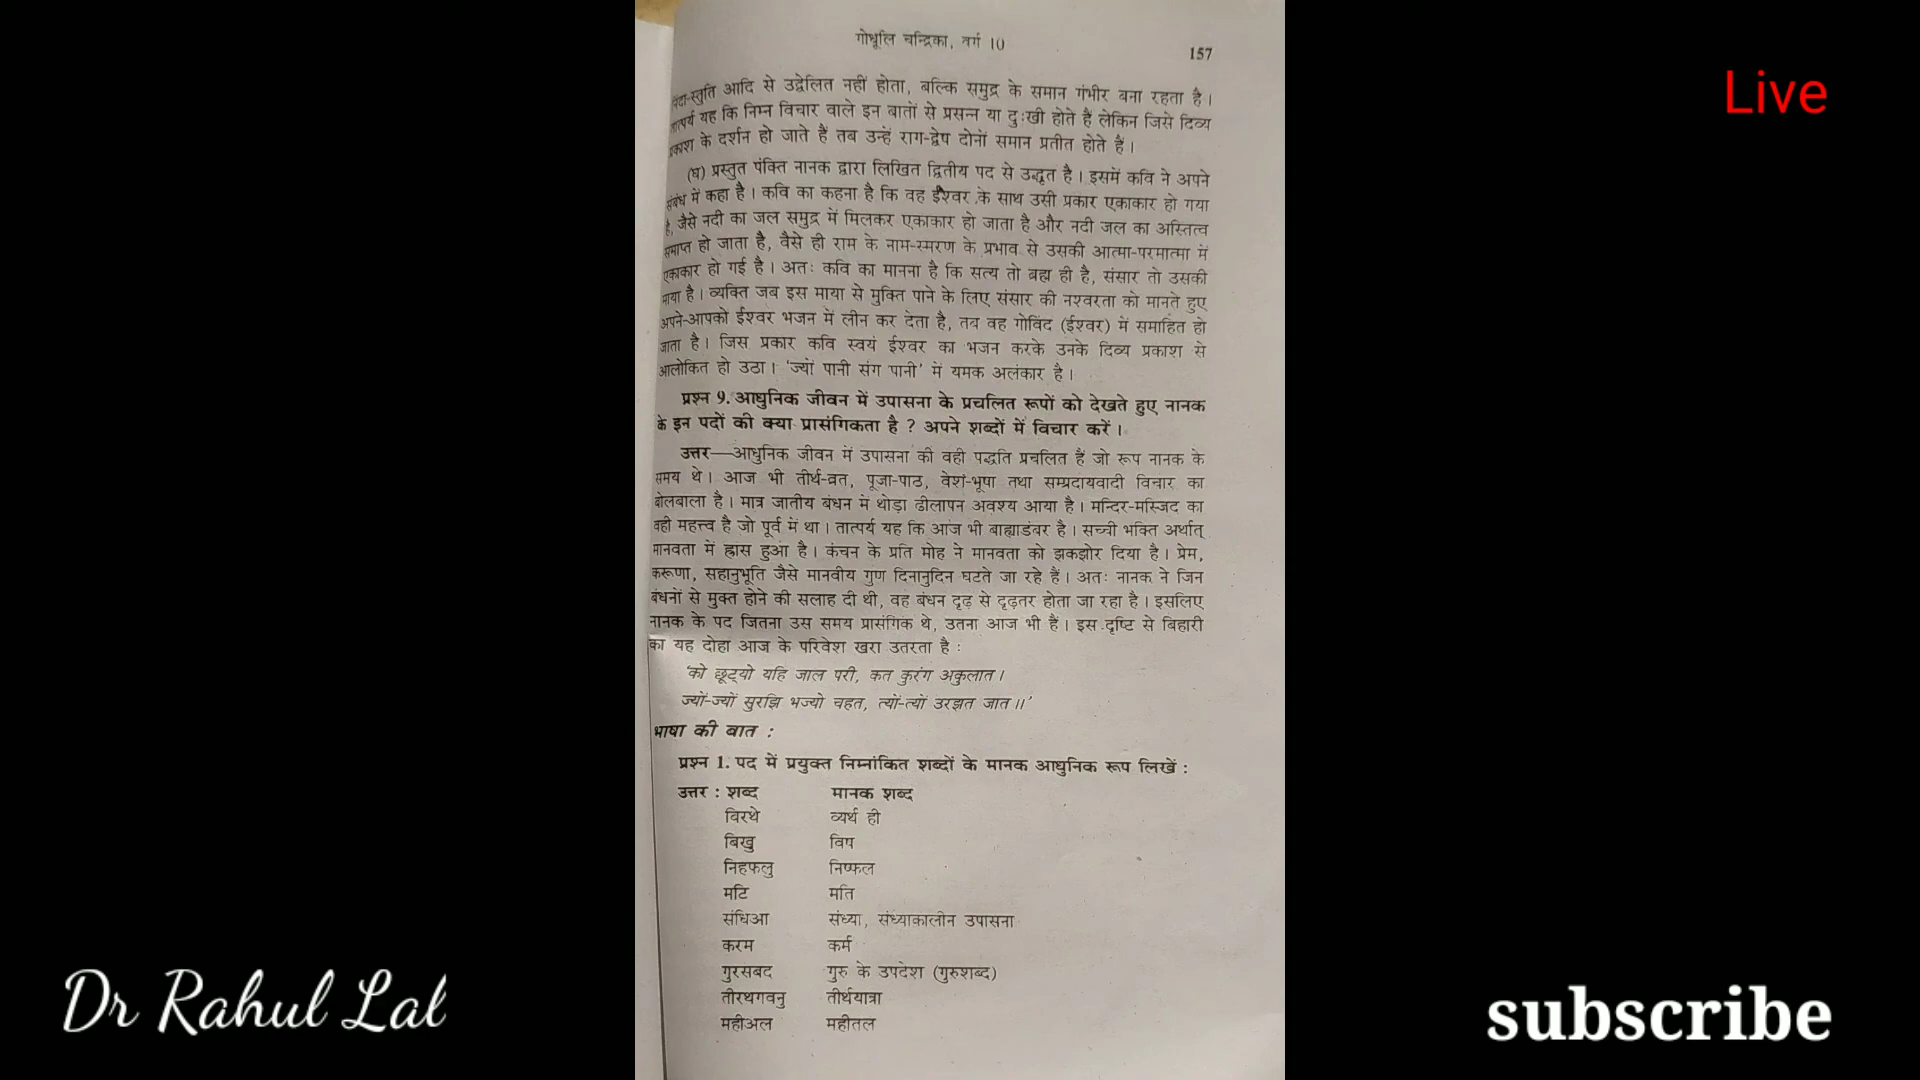 गोधूलि चन्द्रिका, वर्ग 10
157
Live
निंदा-स्तुति आदि से उद्वेलित नहीं होता, बल्कि समुद्र के समान गंभीर बना रहता है।
तात्पर्य यह कि निम्न विचार वाले इन बातों से प्रसन्न या दुःखी होते हैं लेकिन जिसे दिव्य
प्रकाश के दर्शन हो जाते हैं तब उन्हें राग-द्वेष दोनों समान प्रतीत होते हैं।
(घ) प्रस्तुत पंक्ति नानक द्वारा लिखित द्वितीय पद से उद्धृत है। इसमें कवि ने अपने
संबंध में कहा है। कवि का कहना है कि वह ईश्वर के साथ उसी प्रकार एकाकार हो गया
है, जैसे नदी का जल समुद्र में मिलकर एकाकार हो जाता है और नदी जल का अस्तित्व
समाप्त हो जाता है, वैसे ही राम के नाम-स्मरण के प्रभाव से उसकी आत्मा-परमात्मा में
एकाकार हो गई है। अतः कवि का मानना है कि सत्य तो ब्रह्म ही है, संसार तो उसकी
माया है। व्यक्ति जब इस माया से मुक्ति पाने के लिए संसार की नश्वरता को मानते हुए
अपने-आपको ईश्वर भजन में लीन कर देता है, तब वह गोविंद (ईश्वर) में समाहित हो
जाता है। जिस प्रकार कवि स्वयं ईश्वर का भजन करके उनके दिव्य प्रकाश से
आलोकित हो उठा। 'ज्यों पानी संग पानी' में यमक अलंकार है।
प्रश्न 9. आधुनिक जीवन में उपासना के प्रचलित रूपों को देखते हुए नानक
के इन पदों की क्या प्रासंगिकता है ? अपने शब्दों में विचार करें।
उत्तर—आधुनिक जीवन में उपासना की वही पद्धति प्रचलित हैं जो रूप नानक के
समय थे। आज भी तीर्थ-व्रत, पूजा-पाठ, वेश-भूषा तथा सम्प्रदायवादी विचार का
बोलबाला है। मात्र जातीय बंधन में थोड़ा ढीलापन अवश्य आया है। मन्दिर-मस्जिद का
वही महत्त्व है जो पूर्व में था। तात्पर्य यह कि आज भी बाह्याडंबर है। सच्ची भक्ति अर्थात्
मानवता में ह्रास हुआ है। कंचन के प्रति मोह ने मानवता को झकझोर दिया है। प्रेम,
करूणा, सहानुभूति जैसे मानवीय गुण दिनानुदिन घटते जा रहे हैं। अतः नानक ने जिन
बंधनों से मुक्त होने की सलाह दी थी, वह बंधन दृढ़ से दृढ़तर होता जा रहा है। इसलिए
नानक के पद जितना उस समय प्रासंगिक थे, उतना आज भी हैं। इस दृष्टि से बिहारी
का यह दोहा आज के परिवेश खरा उतरता है :
'को छूट्यो यहि जाल परी, कत कुरंग अकुलात।
ज्यों-ज्यों सुरझि भज्यो चहत, त्यों-त्यों उरझत जात।।'
भाषा की बात :
प्रश्न 1. पद में प्रयुक्त निम्नांकित शब्दों के मानक आधुनिक रूप लिखें :
उत्तर : शब्द मानक शब्द
विरथे व्यर्थ ही
बिखु विष
निहफलु निष्फल
मटि मति
संधिआ संध्या, संध्याकालीन उपासना
करम कर्म
गुरसबद गुरु के उपदेश (गुरुशब्द)
तीरथगवनु तीर्थयात्रा
महीअल महीतल
Dr Rahul Lal
subscribe